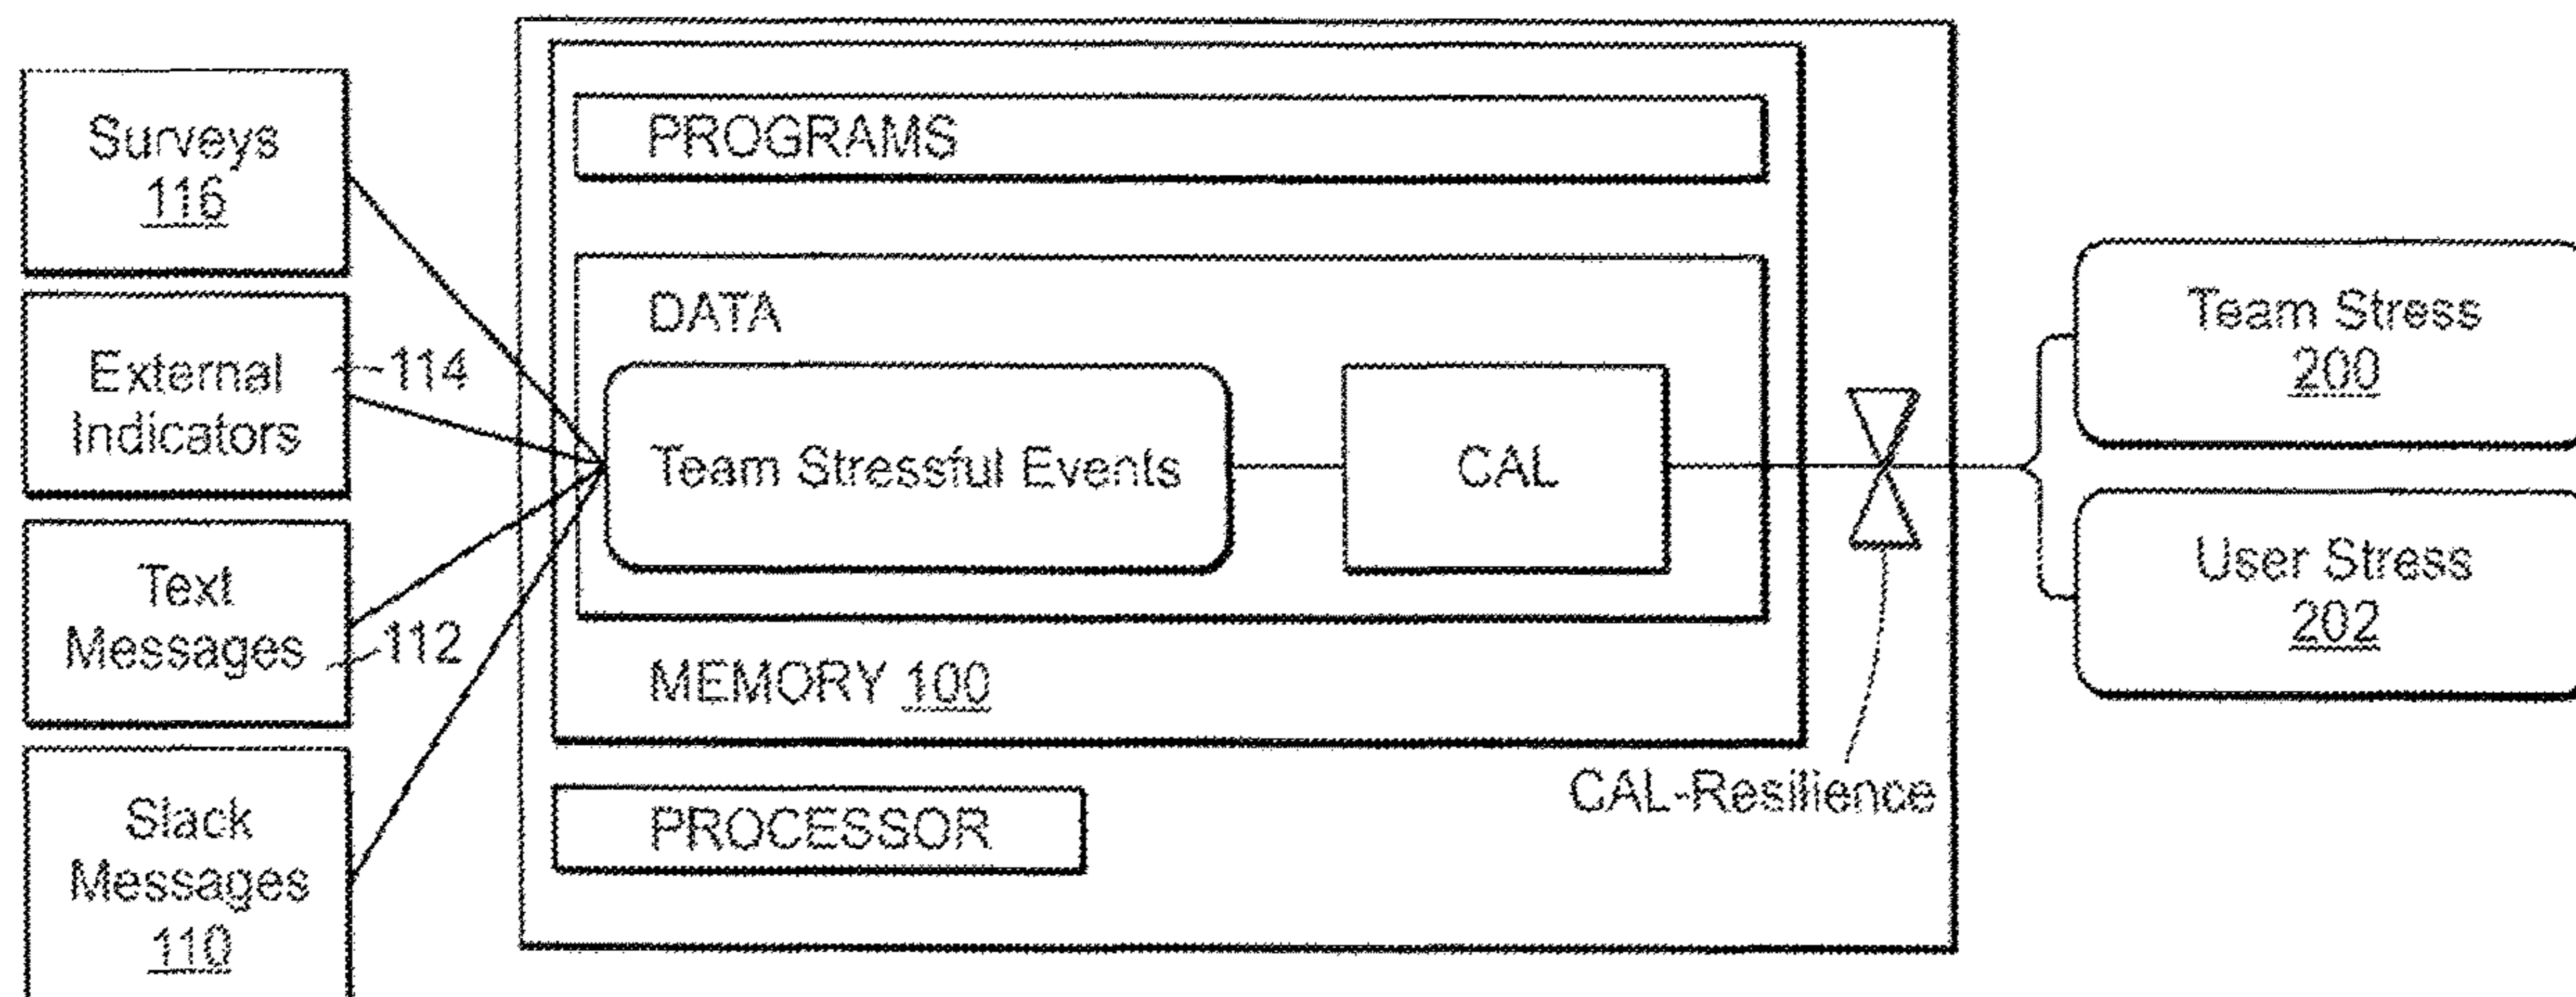 Surveys
116
External
Indicators
114
Text
Messages
112
Slack
Messages
110
PROGRAMS
DATA
Team Stressful Events
CAL
MEMORY 100
PROCESSOR
CAL-Resilience
Team Stress
200
User Stress
202